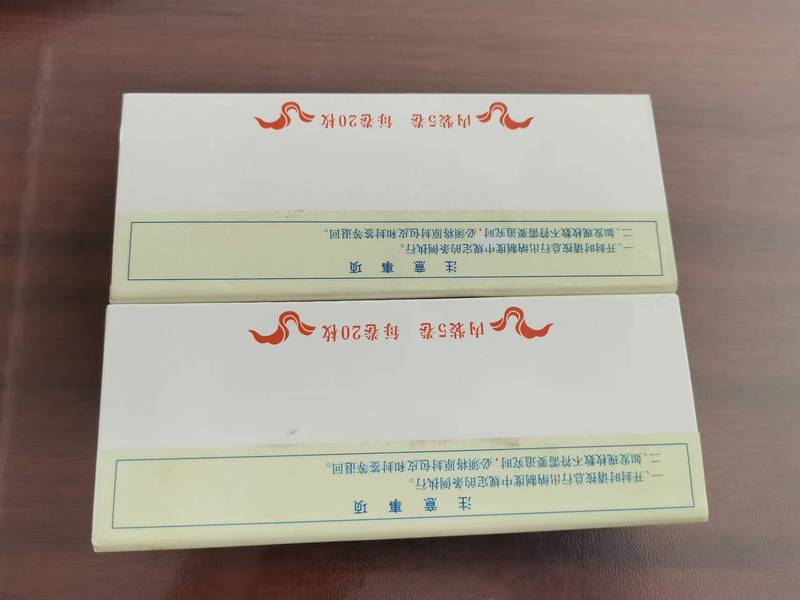 注意事项
一、开封时请按总行出纳制度中规定的条例执行。
二、如发现枚数不符需要追究时，必须将原封包皮和封签等退回。
内装5卷 每卷20枚
注意事项
一、开封时请按总行出纳制度中规定的条例执行。
二、如发现枚数不符需要追究时，必须将原封包皮和封签等退回。
内装5卷 每卷20枚